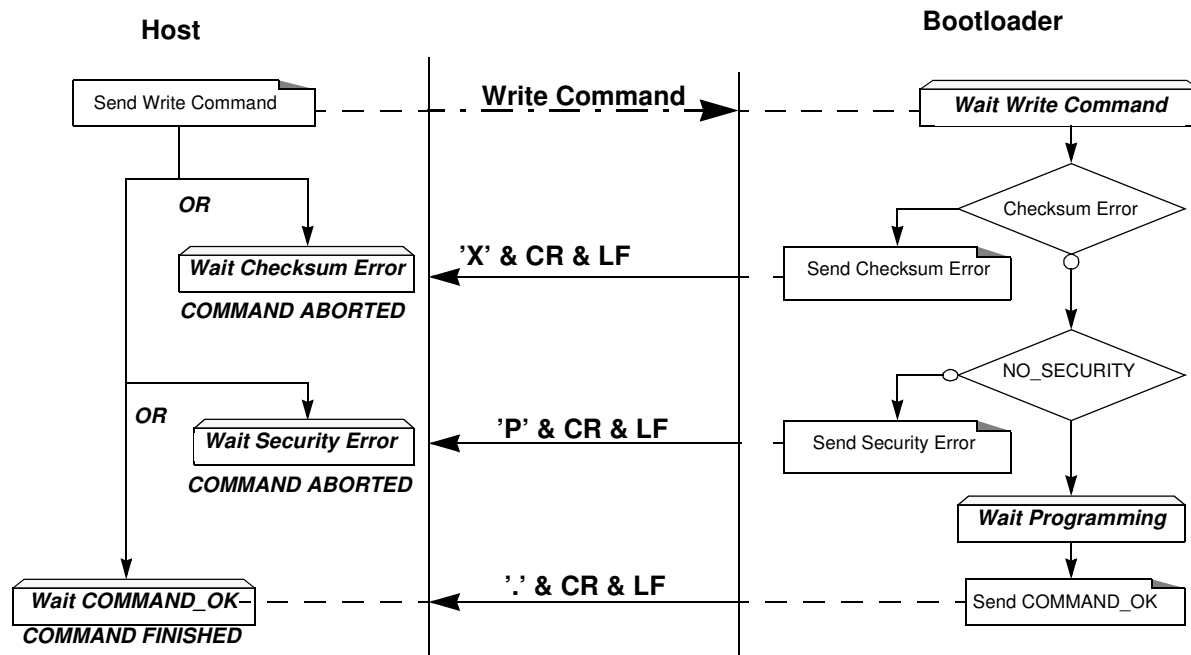 Host
Bootloader
Send Write Command
Write Command
Wait Write Command
OR
Checksum Error
Wait Checksum Error
’X’ & CR & LF
Send Checksum Error
COMMAND ABORTED
NO_SECURITY
OR
Wait Security Error
’P’ & CR & LF
Send Security Error
COMMAND ABORTED
Wait Programming
Wait COMMAND_OK
’.’ & CR & LF
Send COMMAND_OK
COMMAND FINISHED